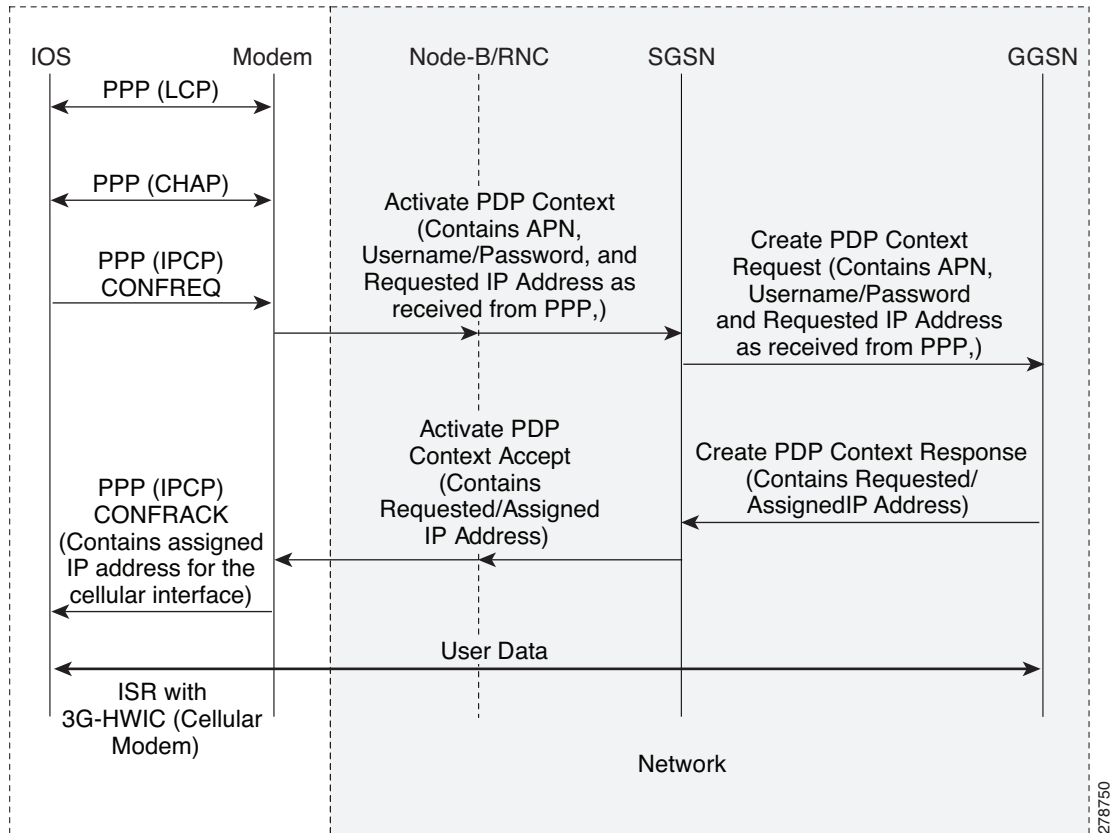 IOS
Modem
Node-B/RNC
SGSN
GGSN
PPP (LCP)
PPP (CHAP)
PPP (IPCP)
CONFREQ
Activate PDP Context
(Contains APN,
Username/Password, and
Requested IP Address as
received from PPP,)
Create PDP Context
Request (Contains APN,
Username/Password
and Requested IP Address
as received from PPP,)
Activate PDP
Context Accept
(Contains
Requested/Assigned
IP Address)
Create PDP Context Response
(Contains Requested/
AssignedIP Address)
PPP (IPCP)
CONFRACK
(Contains assigned
IP address for the
cellular interface)
User Data
ISR with
3G-HWIC (Cellular
Modem)
Network
278750